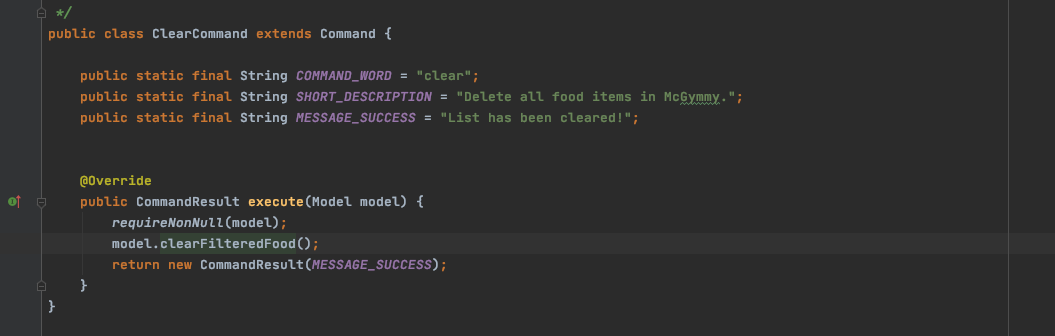 */
public class ClearCommand extends Command {
    public static final String COMMAND_WORD = "clear";
    public static final String SHORT_DESCRIPTION = "Delete all food items in McGymmy.";
    public static final String MESSAGE_SUCCESS = "List has been cleared!";
    @Override
    public CommandResult execute(Model model) {
        requireNonNull(model);
        model.clearFilteredFood();
        return new CommandResult(MESSAGE_SUCCESS);
    }
}